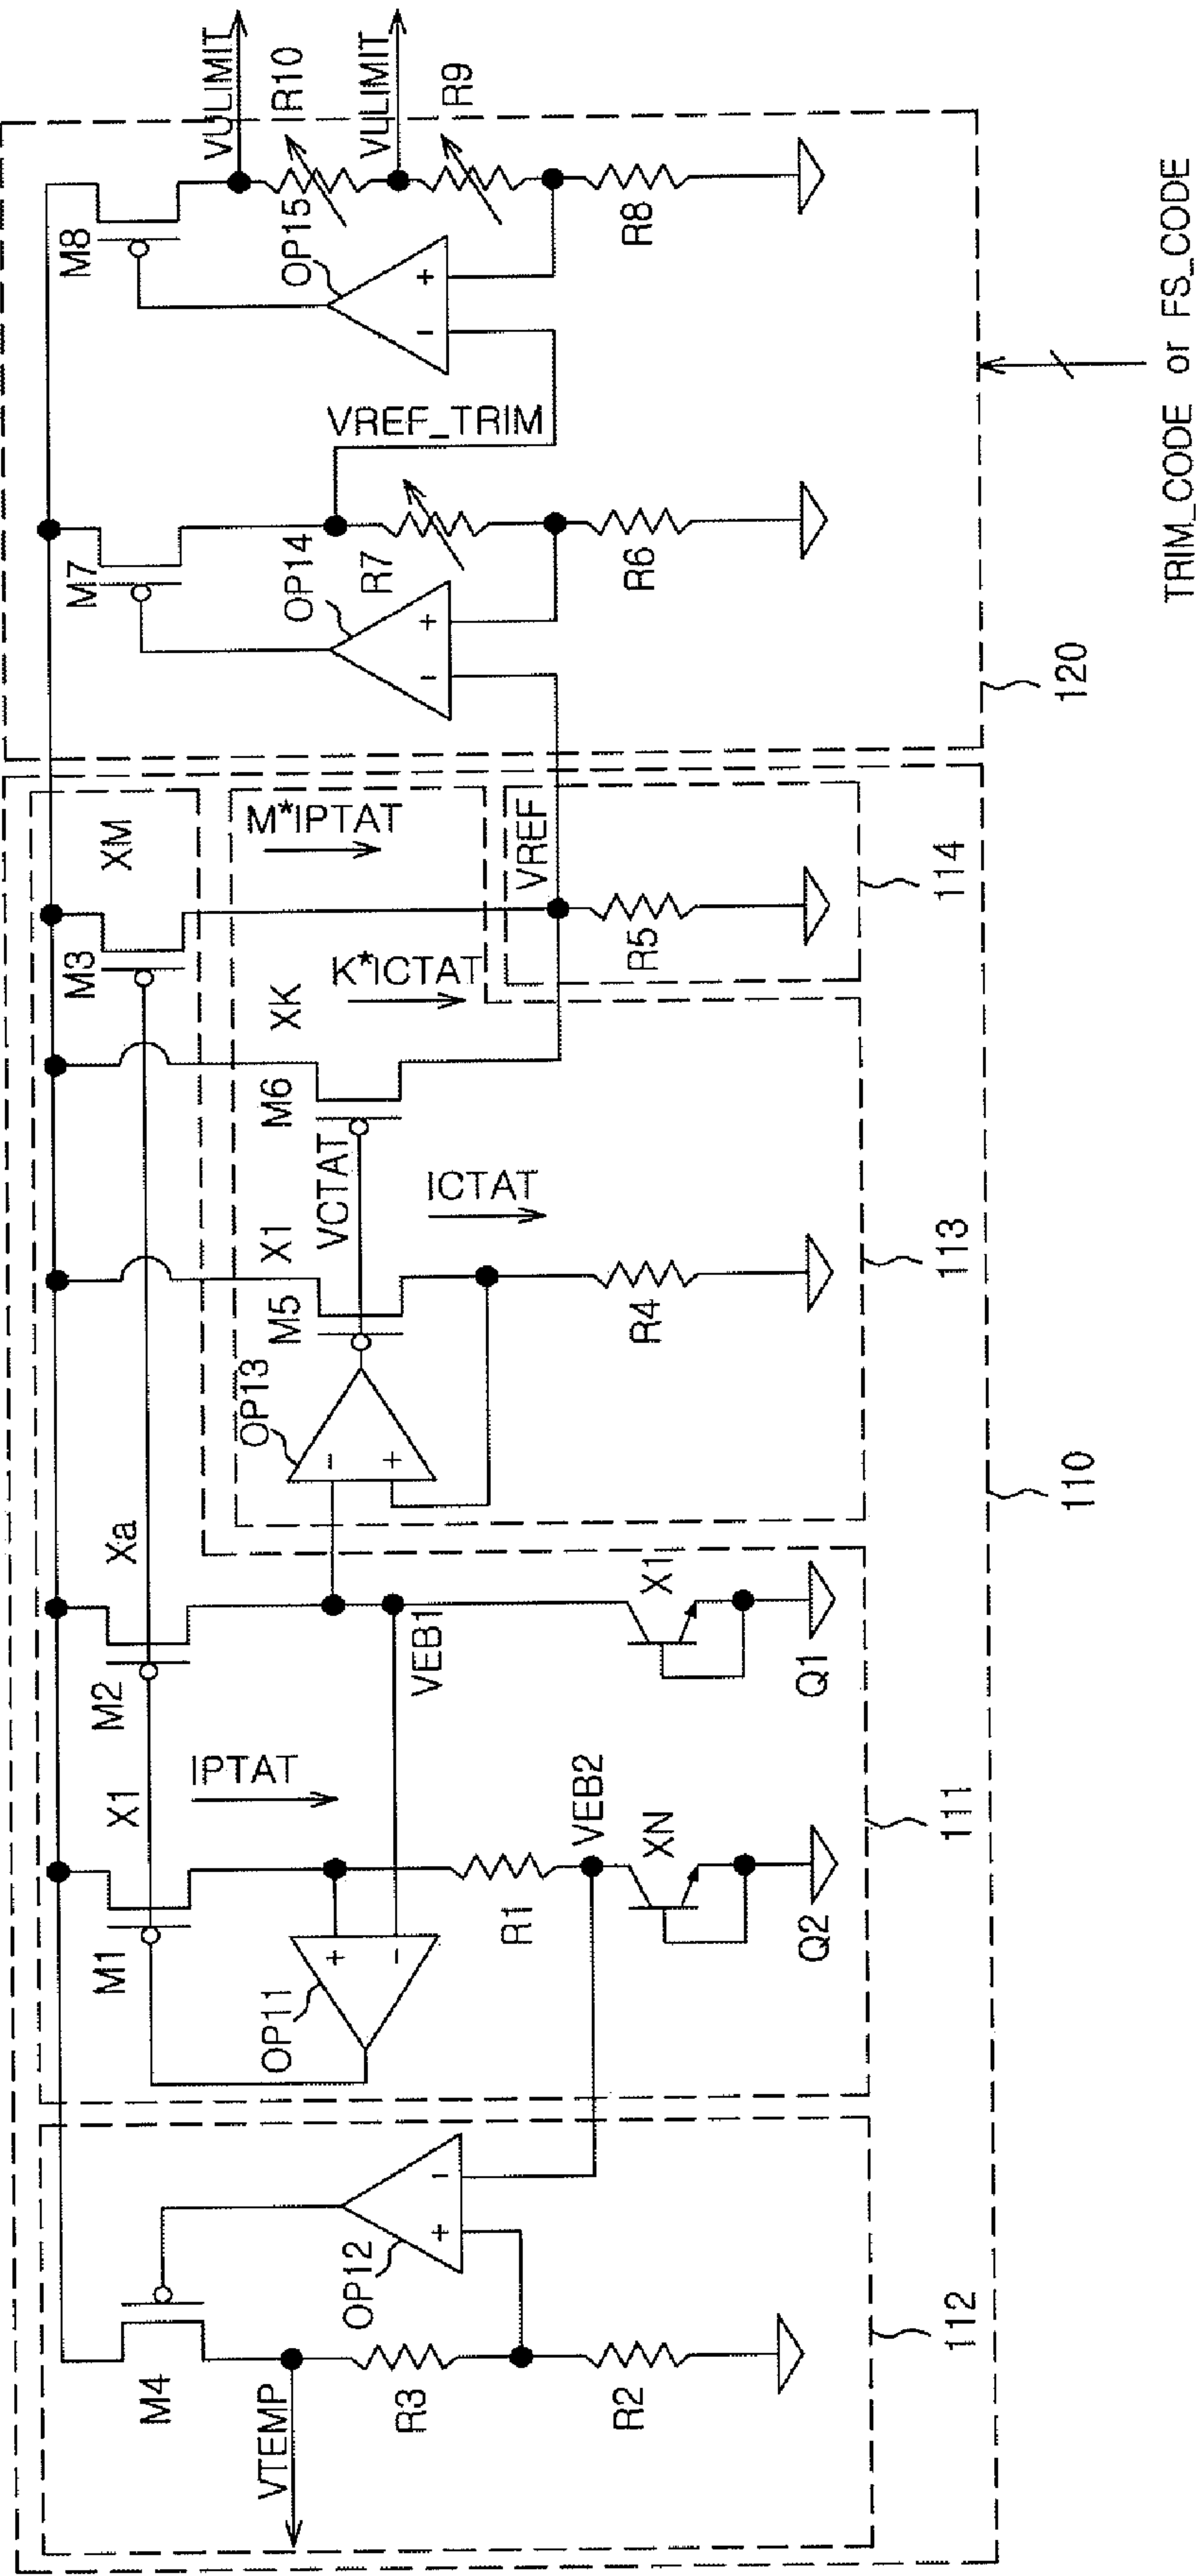 VTEMP
M4
R3
R2
OP12
+
-
112
M1
X1
IPTAT
OP11
+
-
R1
VEB2
XN
Q2
111
M2
Xa
VEB1
X1
Q1
OP13
-
+
M5
X1
VCTAT
ICTAT
R4
113
M6
XK
K*ICTAT
M3
XM
M*IPTAT
VREF
R5
114
110
M7
OP14
-
+
R7
R6
VREF_TRIM
M8
OP15
-
+
VULIMIT
IR10
VLLIMIT
R9
R8
120
TRIM_CODE or FS_CODE